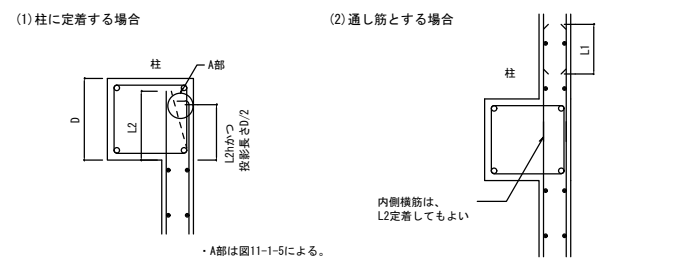 (1)柱に定着する場合
(2)通し筋とする場合
柱
A部
D
L2
L2hかつ
投影長さD/2
・A部は図11-1-5による。
L1
柱
内側横筋は、
L2定着してもよい